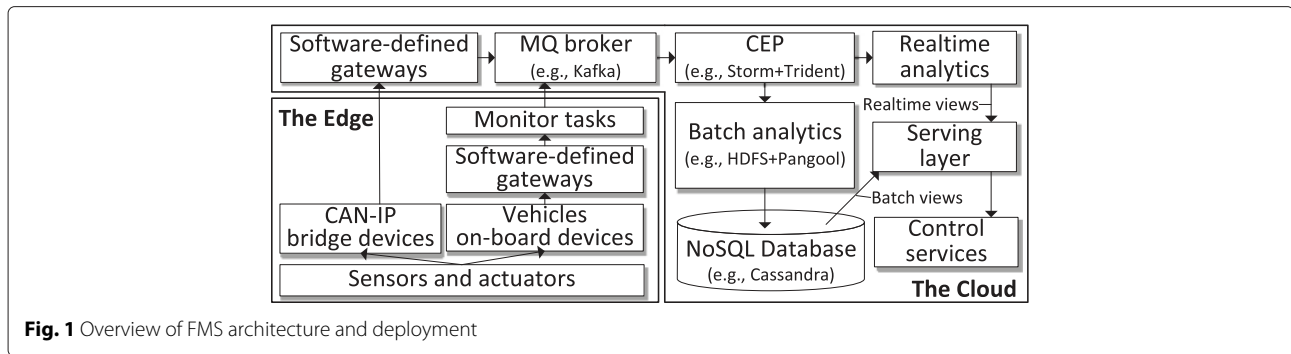 Software-defined
gateways
MQ broker
(e.g., Kafka)
CEP
(e.g., Storm+Trident)
Realtime
analytics
The Edge
Monitor tasks
Software-defined
gateways
CAN-IP
bridge devices
Vehicles
on-board devices
Sensors and actuators
Batch analytics
(e.g., HDFS+Pangool)
Realtime views
Serving
layer
Batch views
NoSQL Database
(e.g., Cassandra)
Control
services
The Cloud
Fig. 1 Overview of FMS architecture and deployment